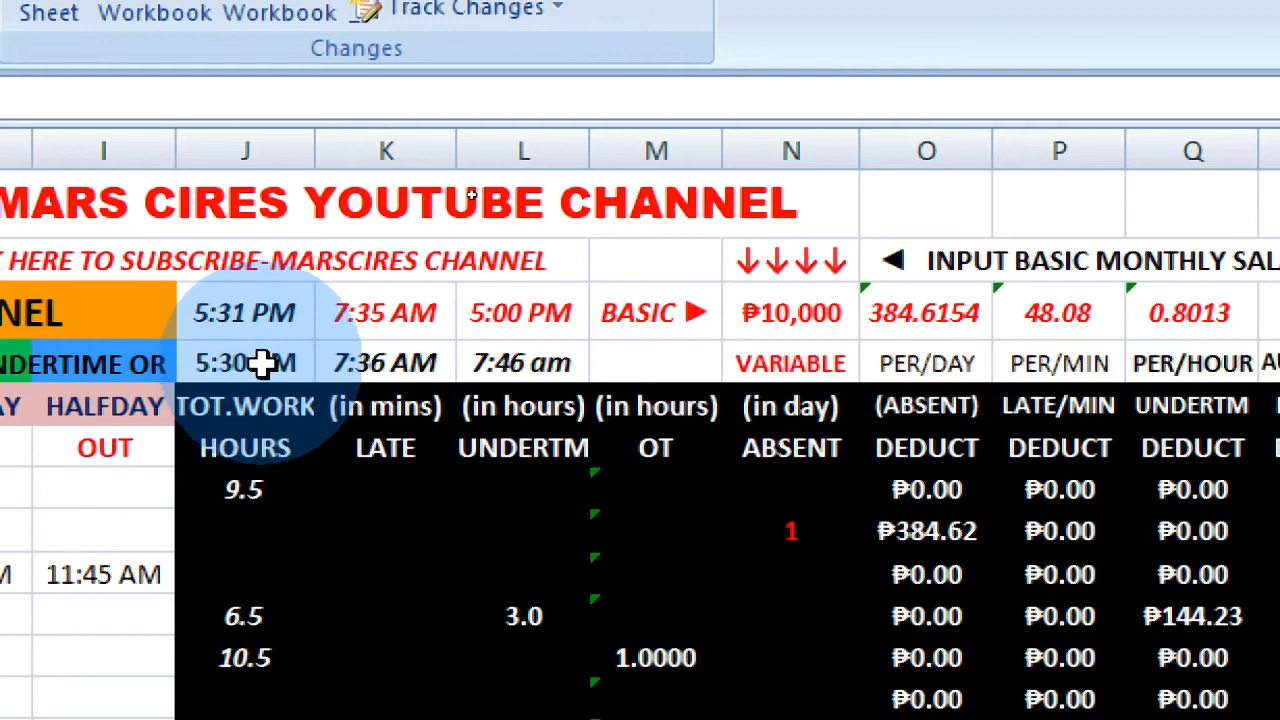 Sheet Workbook Workbook Track Changes
Changes
I J K L M N O P Q
MARS CIRES YOUTUBE CHANNEL
HERE TO SUBSCRIBE-MARSCIRES CHANNEL ↓↓↓↓ ◄ INPUT BASIC MONTHLY SAL
NEL 5:31 PM 7:35 AM 5:00 PM BASIC ► ₱10,000 384.6154 48.08 0.8013
NDERTIME OR 5:30 M 7:36 AM 7:46 am VARIABLE PER/DAY PER/MIN PER/HOUR
AY HALFDAY TOT.WORK (in mins) (in hours) (in hours) (in day) (ABSENT) LATE/MIN UNDERTM
OUT HOURS LATE UNDERTM OT ABSENT DEDUCT DEDUCT DEDUCT
9.5 ₱0.00 ₱0.00 ₱0.00
1 ₱384.62 ₱0.00 ₱0.00
M 11:45 AM ₱0.00 ₱0.00 ₱0.00
6.5 3.0 ₱0.00 ₱0.00 ₱144.23
10.5 1.0000 ₱0.00 ₱0.00 ₱0.00
₱0.00 ₱0.00 ₱0.00